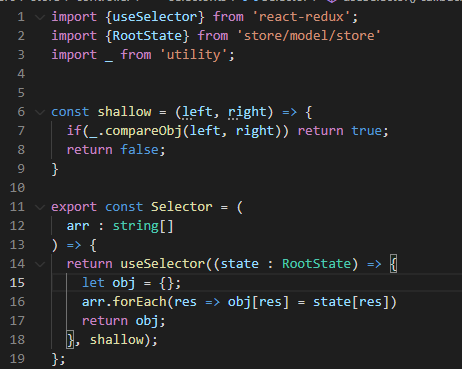 1 import {useSelector} from 'react-redux';
2 import {RootState} from 'store/model/store'
3 import _ from 'utility';
4
5
6 const shallow = (left, right) => {
7 if(_.compareObj(left, right)) return true;
8 return false;
9 }
10
11 export const Selector = (
12 arr : string[]
13 ) => {
14 return useSelector((state : RootState) => {
15 let obj = {};
16 arr.forEach(res => obj[res] = state[res])
17 return obj;
18 }, shallow);
19 };